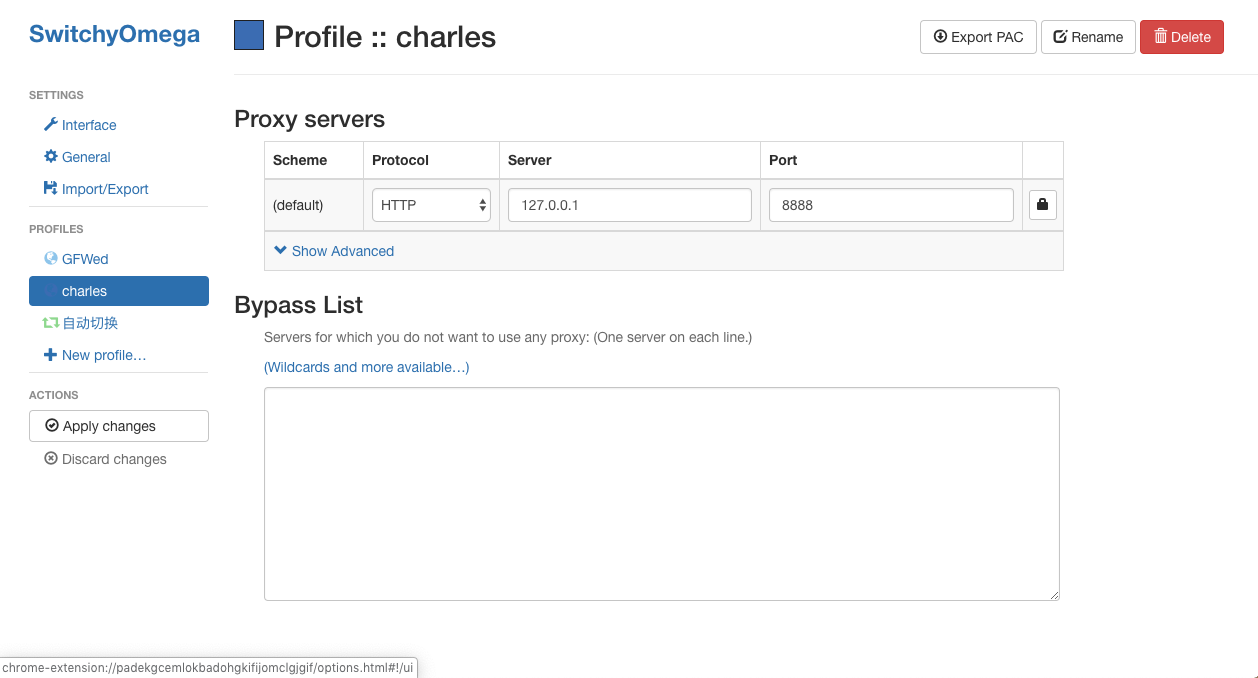 SwitchyOmega
Profile :: charles
Export PAC
Rename
Delete
SETTINGS
Interface
General
Import/Export
PROFILES
GFWed
charles
自动切换
New profile…
ACTIONS
Apply changes
Discard changes
Proxy servers
Scheme Protocol Server Port
(default) HTTP 127.0.0.1 8888
Show Advanced
Bypass List
Servers for which you do not want to use any proxy: (One server on each line.)
(Wildcards and more available…)
chrome-extension://padekgcemlokbadohgkifijomclgjgif/options.html#!/ui